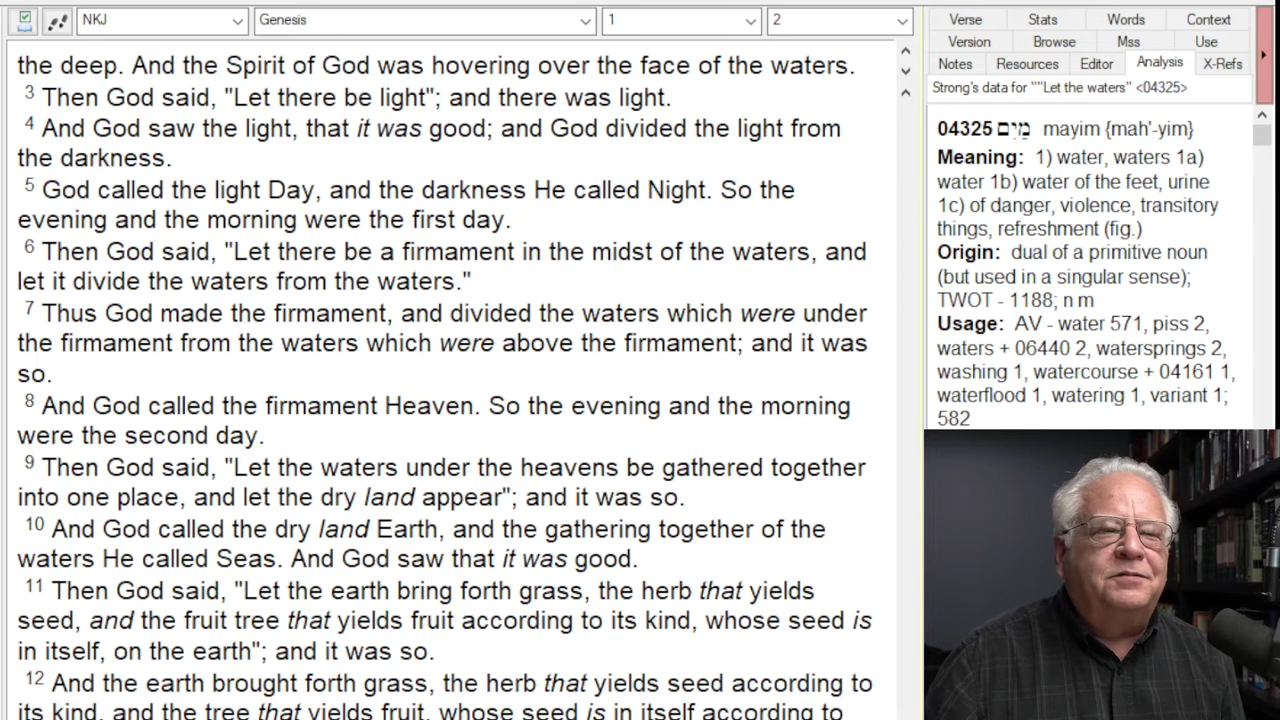 NKJ Genesis 1 2
the deep. And the Spirit of God was hovering over the face of the waters.
3 Then God said, "Let there be light"; and there was light.
4 And God saw the light, that it was good; and God divided the light from
the darkness.
5 God called the light Day, and the darkness He called Night. So the
evening and the morning were the first day.
6 Then God said, "Let there be a firmament in the midst of the waters, and
let it divide the waters from the waters."
7 Thus God made the firmament, and divided the waters which were under
the firmament from the waters which were above the firmament; and it was
so.
8 And God called the firmament Heaven. So the evening and the morning
were the second day.
9 Then God said, "Let the waters under the heavens be gathered together
into one place, and let the dry land appear"; and it was so.
10 And God called the dry land Earth, and the gathering together of the
waters He called Seas. And God saw that it was good.
11 Then God said, "Let the earth bring forth grass, the herb that yields
seed, and the fruit tree that yields fruit according to its kind, whose seed is
in itself, on the earth"; and it was so.
12 And the earth brought forth grass, the herb that yields seed according to
its kind, and the tree that yields fruit, whose seed is in itself according to
Verse Stats Words Context
Version Browse Mss Use
Notes Resources Editor Analysis X-Refs
Strong's data for ""Let the waters" <04325>
04325 מַיִם mayim {mah'-yim}
Meaning: 1) water, waters 1a)
water 1b) water of the feet, urine
1c) of danger, violence, transitory
things, refreshment (fig.)
Origin: dual of a primitive noun
(but used in a singular sense);
TWOT - 1188; n m
Usage: AV - water 571, piss 2,
waters + 06440 2, watersprings 2,
washing 1, watercourse + 04161 1,
waterflood 1, watering 1, variant 1;
582